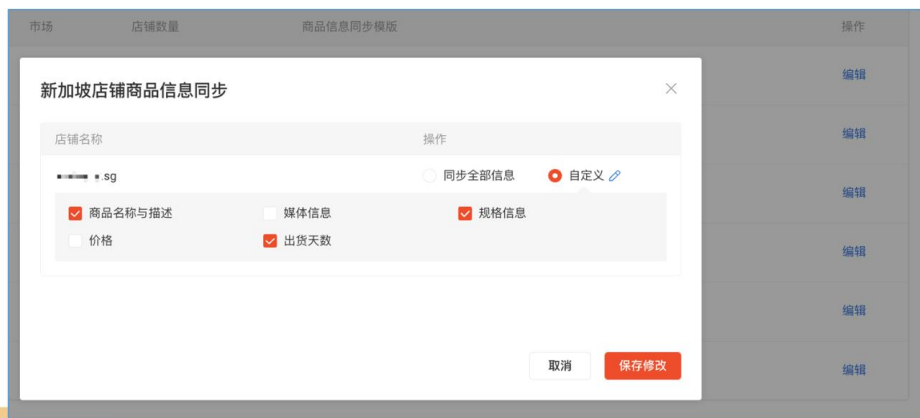 市场 店铺数量 商品信息同步模版 操作
编辑
新加坡店铺商品信息同步
编辑
店铺名称 操作
.sg 同步全部信息 自定义
编辑
商品名称与描述 媒体信息 规格信息
价格 出货天数
编辑
编辑
取消 保存修改
编辑